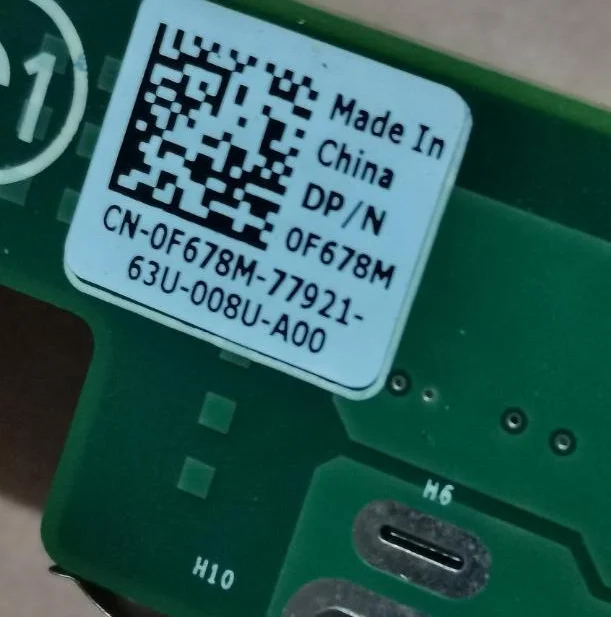 1
Made In
China
DP/N
0F678M
CN-0F678M-77921-
63U-008U-A00
H6
H10